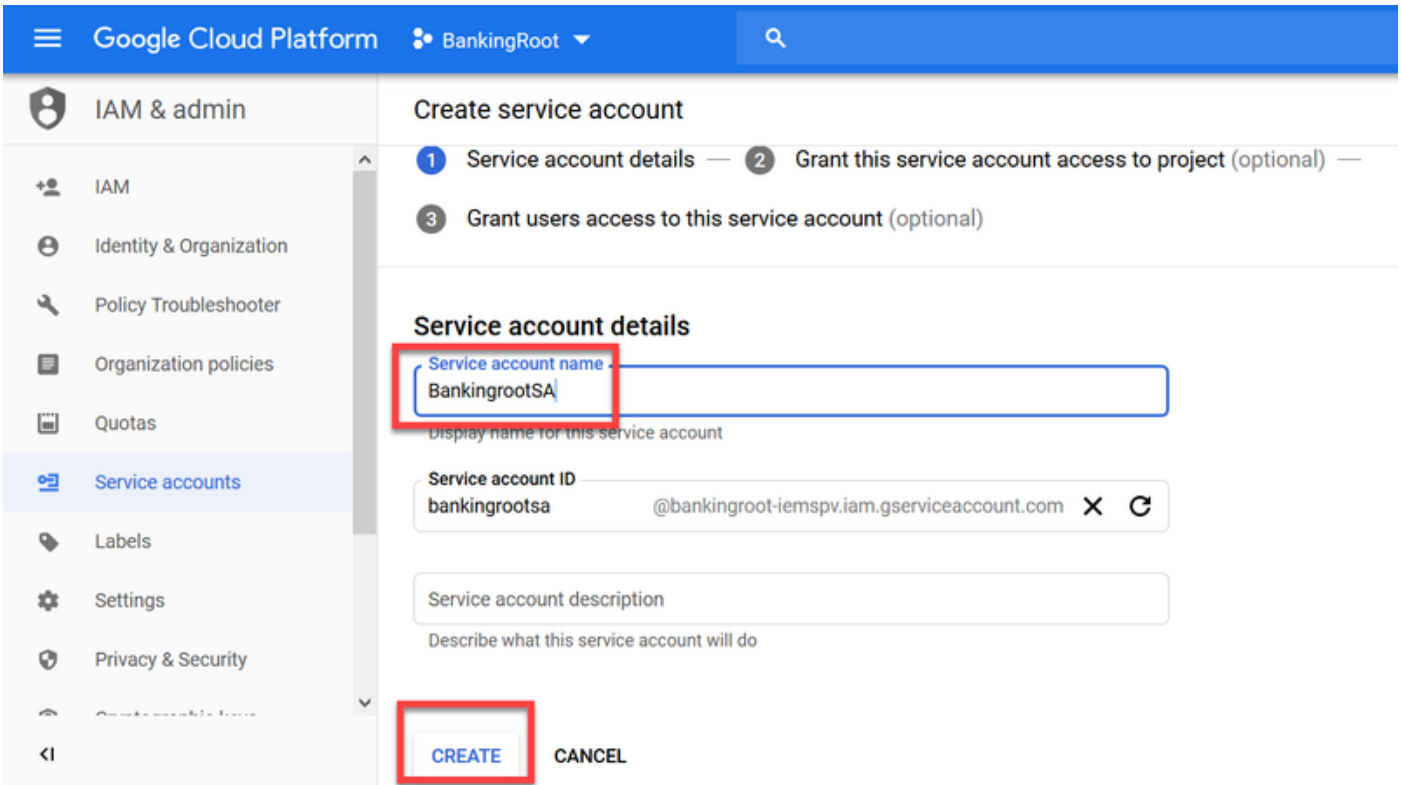 Google Cloud Platform BankingRoot
IAM & admin
Create service account
1 Service account details — 2 Grant this service account access to project (optional) —
3 Grant users access to this service account (optional)
IAM
Identity & Organization
Policy Troubleshooter
Organization policies
Quotas
Service accounts
Labels
Settings
Privacy & Security
Service account details
Service account name
BankingrootSA
Display name for this service account
Service account ID
bankingrootsa @bankingroot-iemspv.iam.gserviceaccount.com
Service account description
Describe what this service account will do
CREATE CANCEL